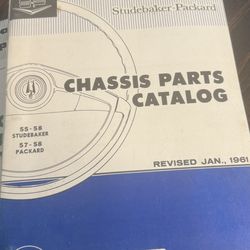 Studebaker-Packard
CHASSIS PARTS
CATALOG
55-58
STUDEBAKER
57-58
PACKARD
REVISED JAN., 1961